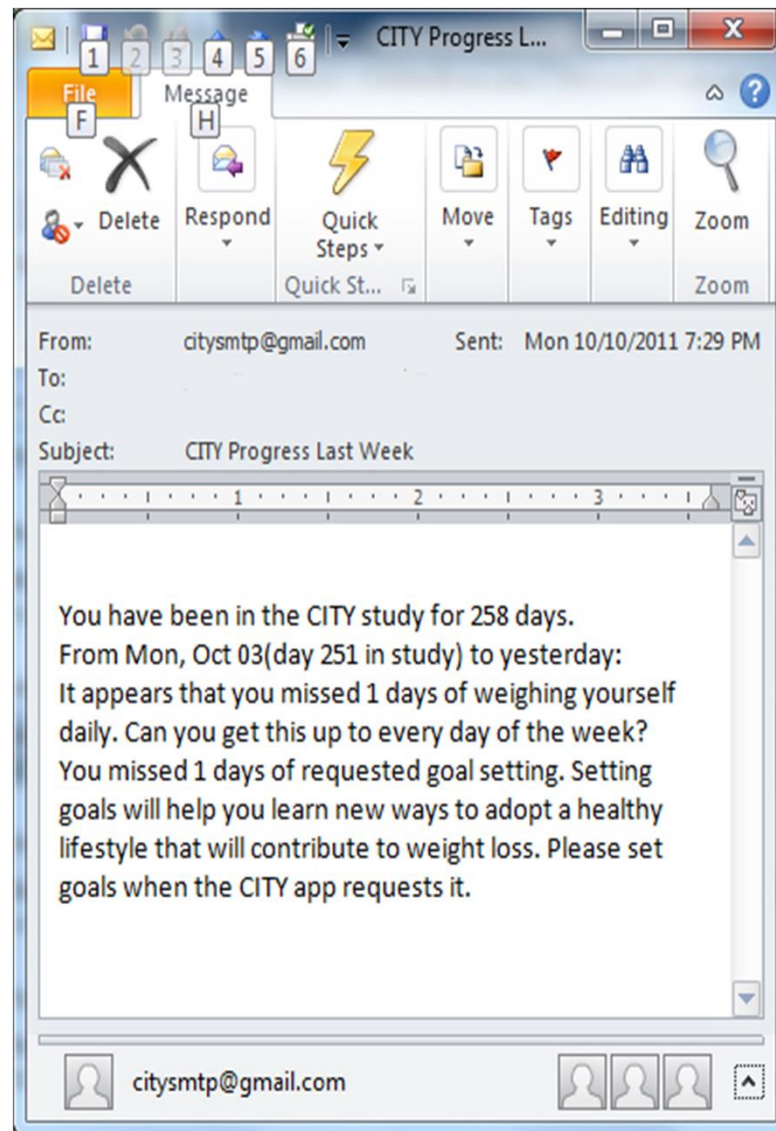 CITY Progress L...
1 2 3 4 5 6
File Message
F H
Delete Respond Quick Steps Move Tags Editing Zoom
Delete Quick St... Zoom
From: citysmtp@gmail.com Sent: Mon 10/10/2011 7:29 PM
To:
Cc:
Subject: CITY Progress Last Week
1 2 3
You have been in the CITY study for 258 days.
From Mon, Oct 03(day 251 in study) to yesterday:
It appears that you missed 1 days of weighing yourself
daily. Can you get this up to every day of the week?
You missed 1 days of requested goal setting. Setting
goals will help you learn new ways to adopt a healthy
lifestyle that will contribute to weight loss. Please set
goals when the CITY app requests it.
citysmtp@gmail.com